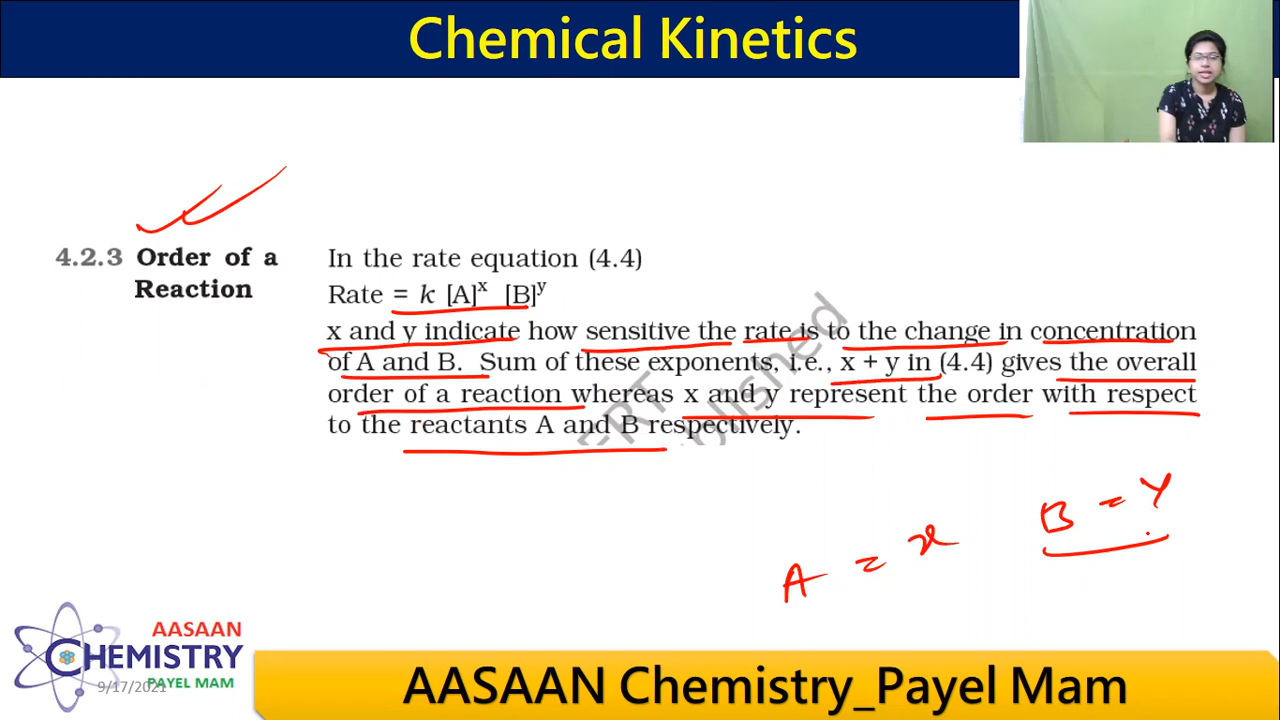 Chemical Kinetics
4.2.3 Order of a
Reaction
In the rate equation (4.4)
Rate = k [A]ˣ [B]ʸ
x and y indicate how sensitive the rate is to the change in concentration
of A and B. Sum of these exponents, i.e., x + y in (4.4) gives the overall
order of a reaction whereas x and y represent the order with respect
to the reactants A and B respectively.
A = x
B = Y
AASAAN
CHEMISTRY
PAYEL MAM
9/17/2021
AASAAN Chemistry_Payel Mam